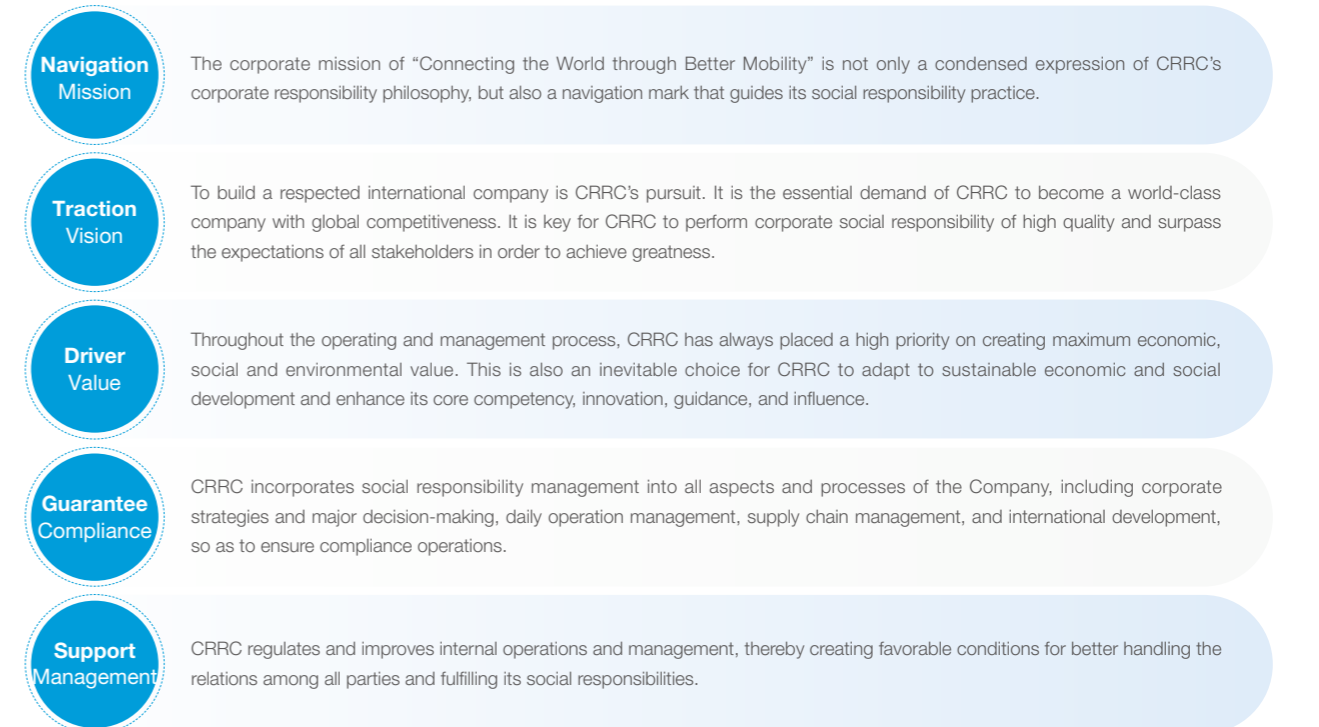 Navigation
Mission
The corporate mission of “Connecting the World through Better Mobility” is not only a condensed expression of CRRC’s
corporate responsibility philosophy, but also a navigation mark that guides its social responsibility practice.
Traction
Vision
To build a respected international company is CRRC’s pursuit. It is the essential demand of CRRC to become a world-class
company with global competitiveness. It is key for CRRC to perform corporate social responsibility of high quality and surpass
the expectations of all stakeholders in order to achieve greatness.
Driver
Value
Throughout the operating and management process, CRRC has always placed a high priority on creating maximum economic,
social and environmental value. This is also an inevitable choice for CRRC to adapt to sustainable economic and social
development and enhance its core competency, innovation, guidance, and influence.
Guarantee
Compliance
CRRC incorporates social responsibility management into all aspects and processes of the Company, including corporate
strategies and major decision-making, daily operation management, supply chain management, and international development,
so as to ensure compliance operations.
Support
Management
CRRC regulates and improves internal operations and management, thereby creating favorable conditions for better handling the
relations among all parties and fulfilling its social responsibilities.